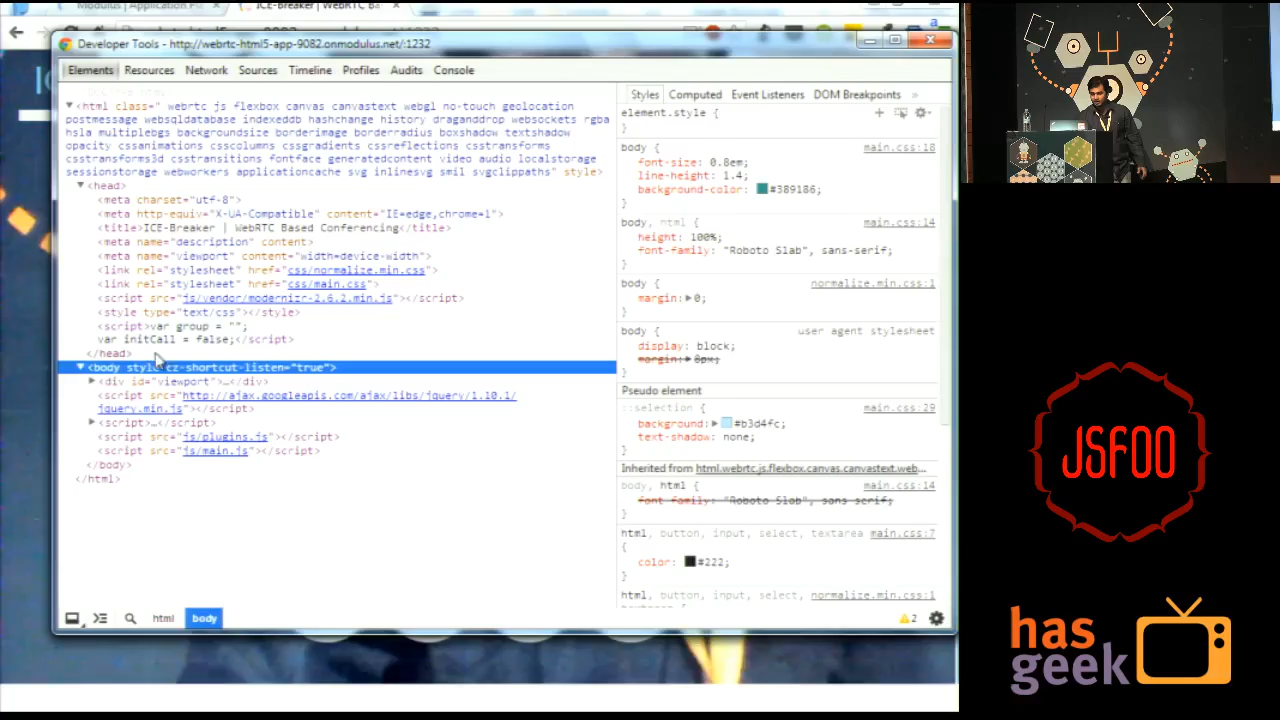 Modulus | Application P
ICE-Breaker | WebRTC Ba
Developer Tools - http://webrtc-html5-app-9082.onmodulus.net/:1232
Elements Resources Network Sources Timeline Profiles Audits Console
<html class=" webrtc js flexbox canvas canvastext webgl no-touch geolocation
postmessage websqldatabase indexeddb hashchange history draganddrop websockets rgba
hsla multiplebgs backgroundsize borderimage borderradius boxshadow textshadow
opacity cssanimations csscolumns cssgradients cssreflections csstransforms
csstransforms3d csstransitions fontface generatedcontent video audio localstorage
sessionstorage webworkers applicationcache svg inlinesvg smil svgclippaths" style>
<head>
<meta charset="utf-8">
<meta http-equiv="X-UA-Compatible" content="IE=edge,chrome=1">
<title>ICE-Breaker | WebRTC Based Conferencing</title>
<meta name="description" content>
<meta name="viewport" content="width=device-width">
<link rel="stylesheet" href="css/normalize.min.css">
<link rel="stylesheet" href="css/main.css">
<script src="js/vendor/modernizr-2.6.2.min.js"></script>
<style type="text/css"></style>
<script>var group = "";
var initCall = false;</script>
</head>
<body style cz-shortcut-listen="true">
<div id="viewport">…</div>
<script src="http://ajax.googleapis.com/ajax/libs/jquery/1.10.1/
jquery.min.js"></script>
<script>…</script>
<script src="js/plugins.js"></script>
<script src="js/main.js"></script>
</body>
</html>
html body
Styles Computed Event Listeners DOM Breakpoints »
element.style {
}
body { main.css:18
font-size: 0.8em;
line-height: 1.4;
background-color: #389186;
}
body, html { main.css:14
height: 100%;
font-family: "Roboto Slab", sans-serif;
}
body { normalize.min.css:1
margin: 0;
}
body { user agent stylesheet
display: block;
margin: 8px;
}
Pseudo element
::selection { main.css:29
background: #b3d4fc;
text-shadow: none;
}
Inherited from html.webrtc.js.flexbox.canvas.canvastext.web…
body, html { main.css:14
font-family: "Roboto Slab", sans-serif;
}
html, button, input, select, textarea main.css:7
{
color: #222;
}
html, button, input, select, normalize.min.css:1
2
JSFOO
has
geek